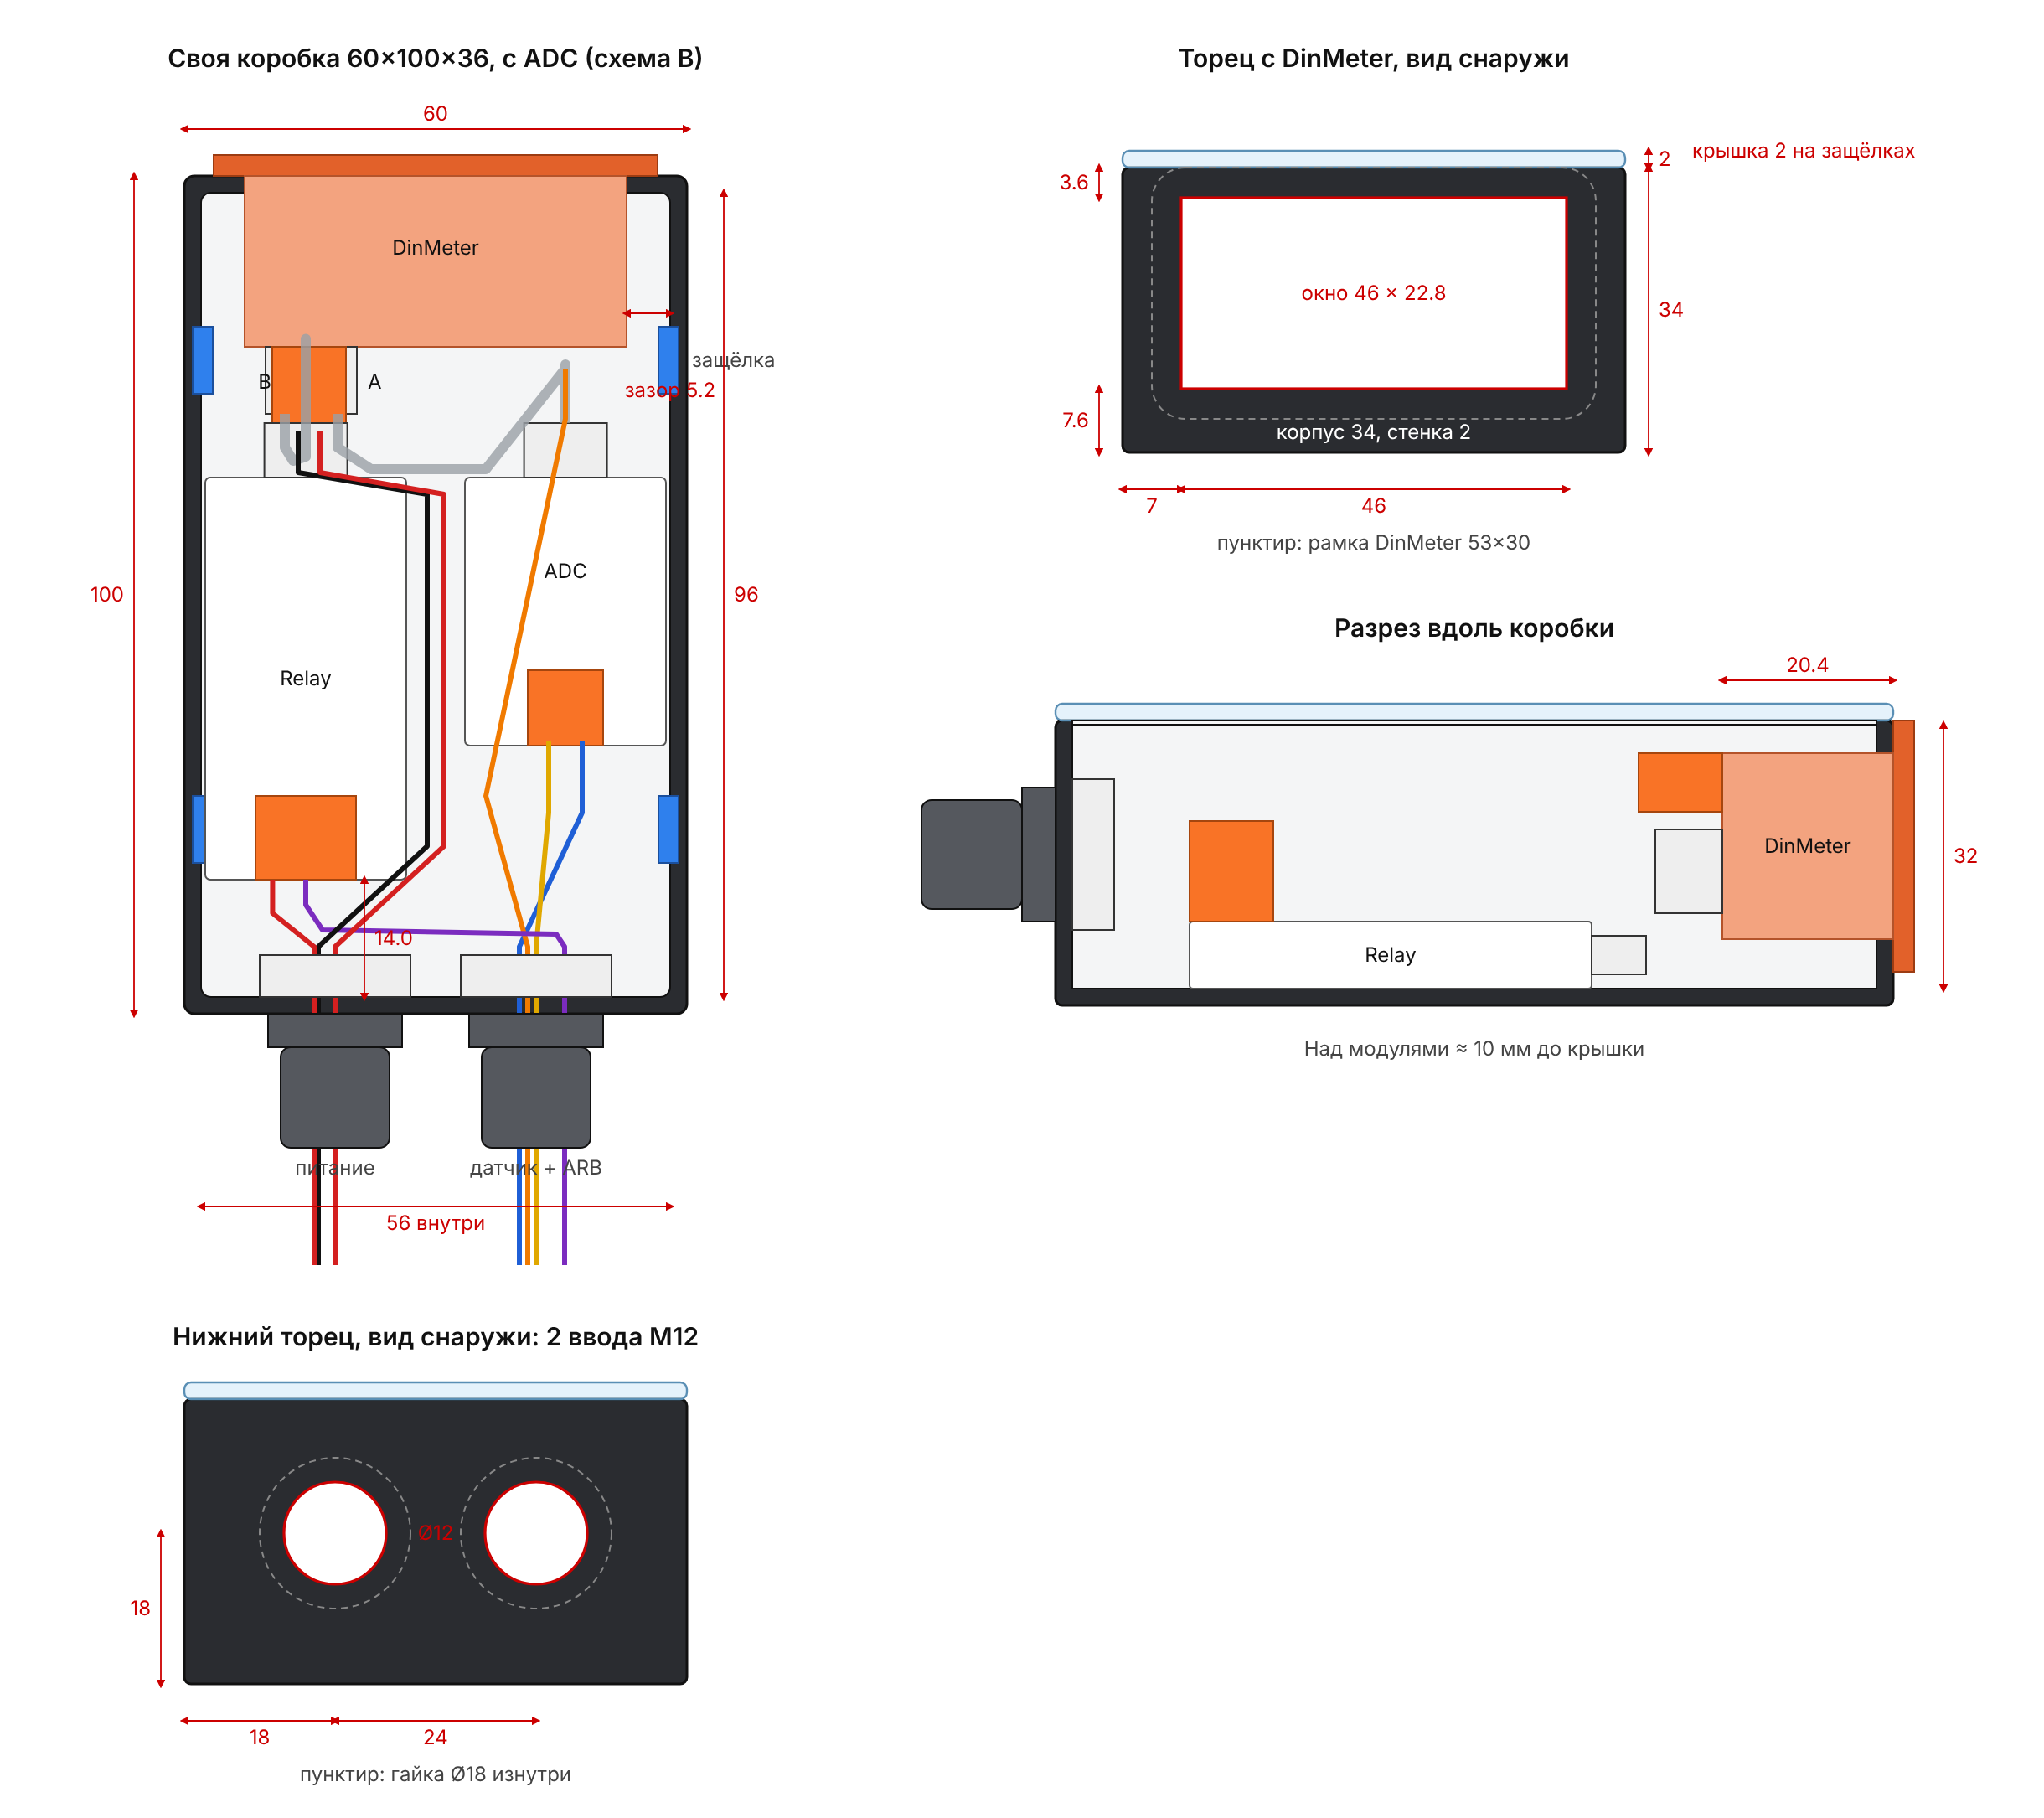 Своя коробка 60×100×36, с ADC (схема B)
60
DinMeter
B
A
защёлка
зазор 5.2
100
96
ADC
Relay
14.0
питание
датчик + ARB
56 внутри
Торец с DinMeter, вид снаружи
2
крышка 2 на защёлках
3.6
окно 46 × 22.8
34
7.6
корпус 34, стенка 2
7
46
пунктир: рамка DinMeter 53×30
Разрез вдоль коробки
20.4
DinMeter
32
Relay
Над модулями ≈ 10 мм до крышки
Нижний торец, вид снаружи: 2 ввода M12
Ø12
18
18
24
пунктир: гайка Ø18 изнутри